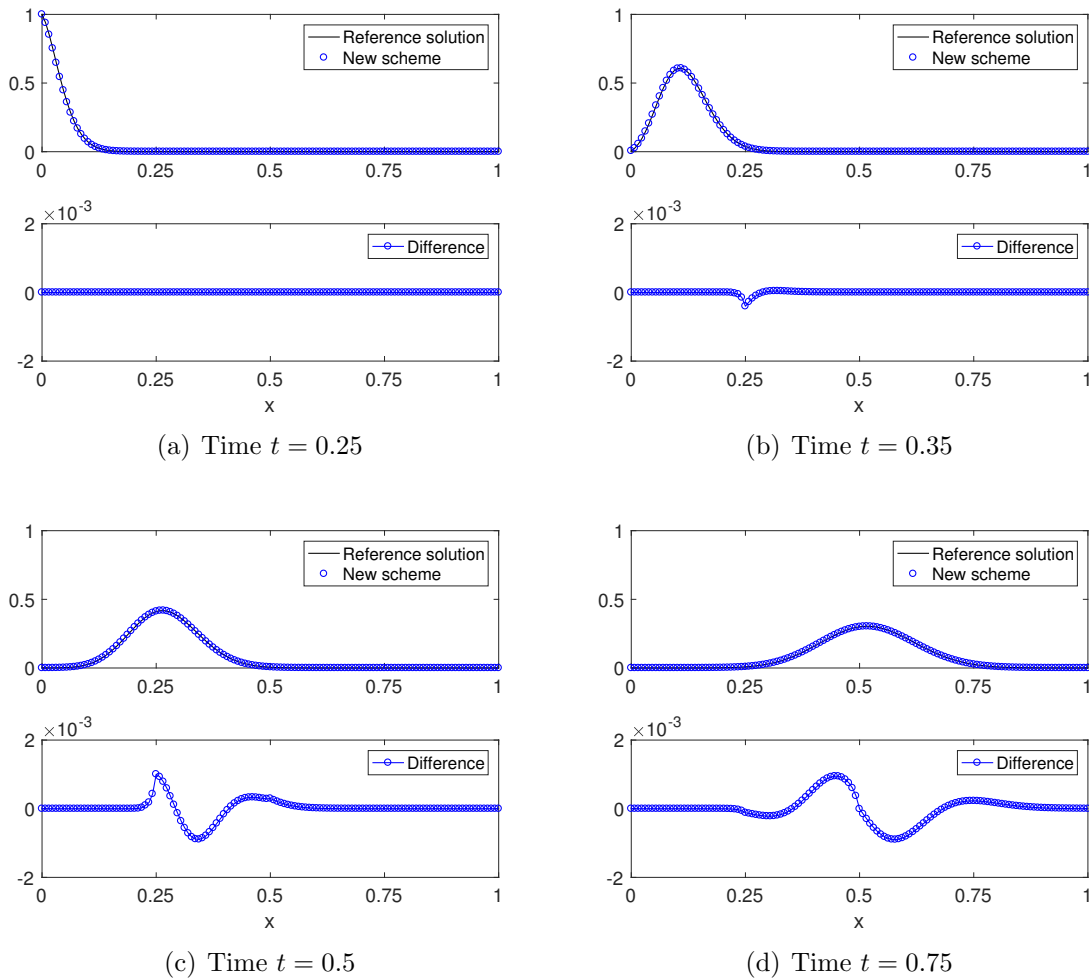 1
0.5
0
Reference solution
New scheme
0 0.25 0.5 0.75 1
×10⁻³
2
0
-2
Difference
0 0.25 0.5 0.75 1
x
(a) Time t = 0.25
1
0.5
0
Reference solution
New scheme
0 0.25 0.5 0.75 1
×10⁻³
2
0
-2
Difference
0 0.25 0.5 0.75 1
x
(b) Time t = 0.35
1
0.5
0
Reference solution
New scheme
0 0.25 0.5 0.75 1
×10⁻³
2
0
-2
Difference
0 0.25 0.5 0.75 1
x
(c) Time t = 0.5
1
0.5
0
Reference solution
New scheme
0 0.25 0.5 0.75 1
×10⁻³
2
0
-2
Difference
0 0.25 0.5 0.75 1
x
(d) Time t = 0.75